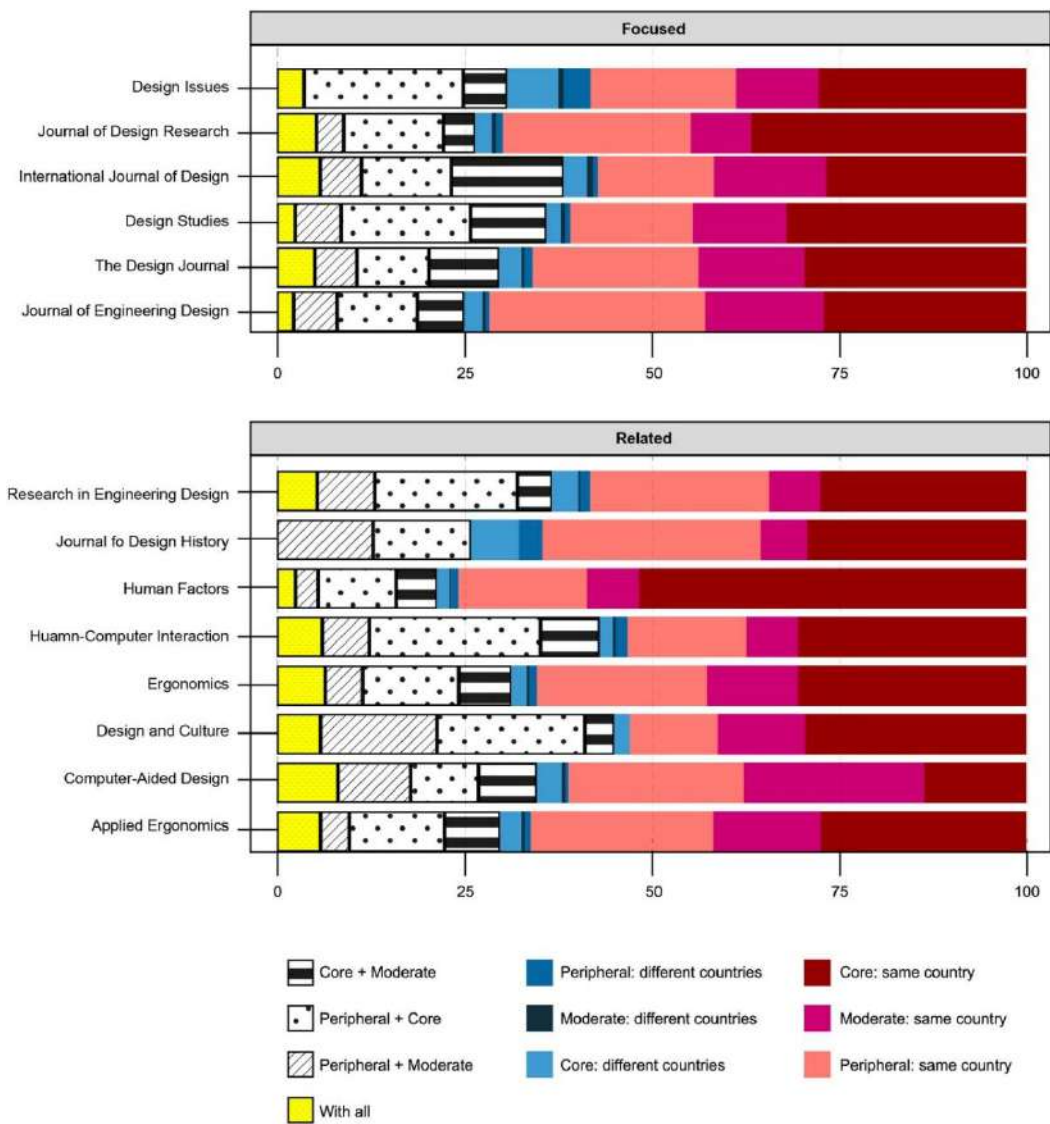 Focused
Design Issues
Journal of Design Research
International Journal of Design
Design Studies
The Design Journal
Journal of Engineering Design
0 25 50 75 100
Related
Research in Engineering Design
Journal fo Design History
Human Factors
Huamn-Computer Interaction
Ergonomics
Design and Culture
Computer-Aided Design
Applied Ergonomics
0 25 50 75 100
Core + Moderate Peripheral: different countries Core: same country
Peripheral + Core Moderate: different countries Moderate: same country
Peripheral + Moderate Core: different countries Peripheral: same country
With all